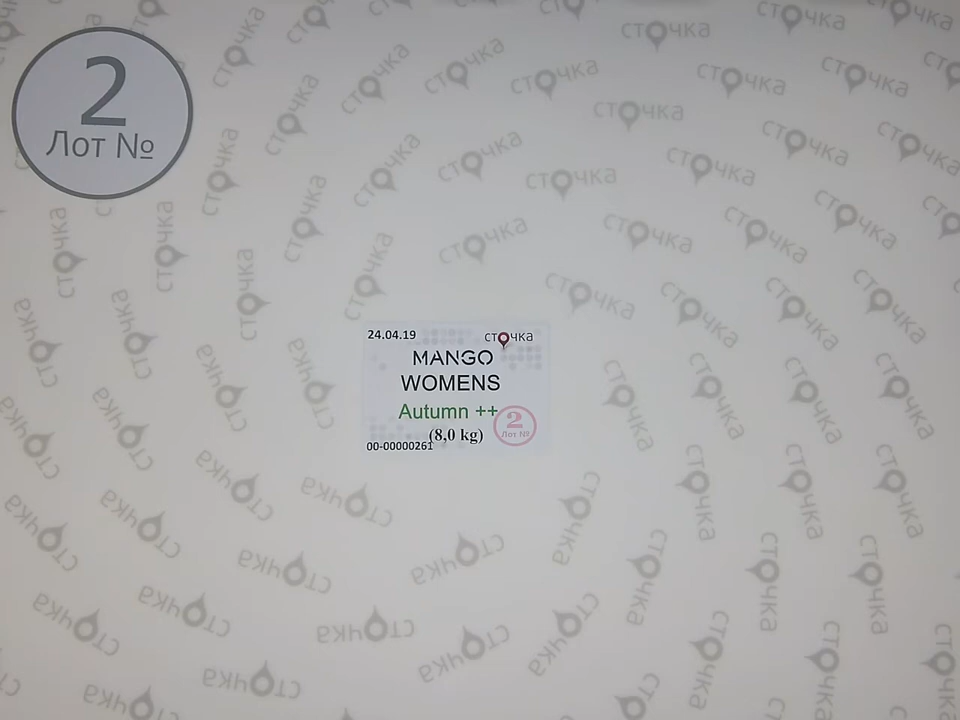 2
Лот №
24.04.19
сточка
MANGO
WOMENS
Autumn ++
2
Лот №
(8,0 kg)
00-00000261